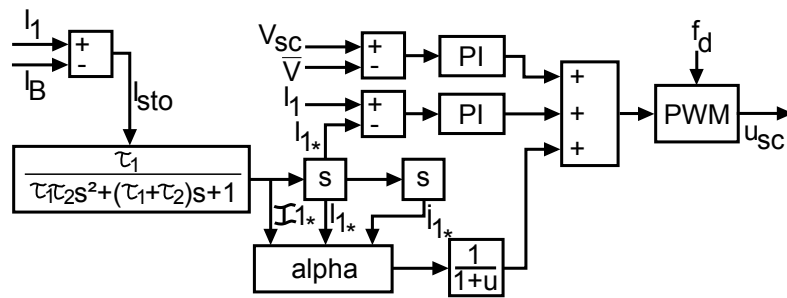 I1
+
-
IB
Isto
τ1
τ1τ2s²+(τ1+τ2)s+1
Vsc
V̅
+
-
PI
I1
I1*
+
-
PI
s
s
I1*
I1*
i1*
alpha
1
1+u
+
+
+
fd
PWM
usc